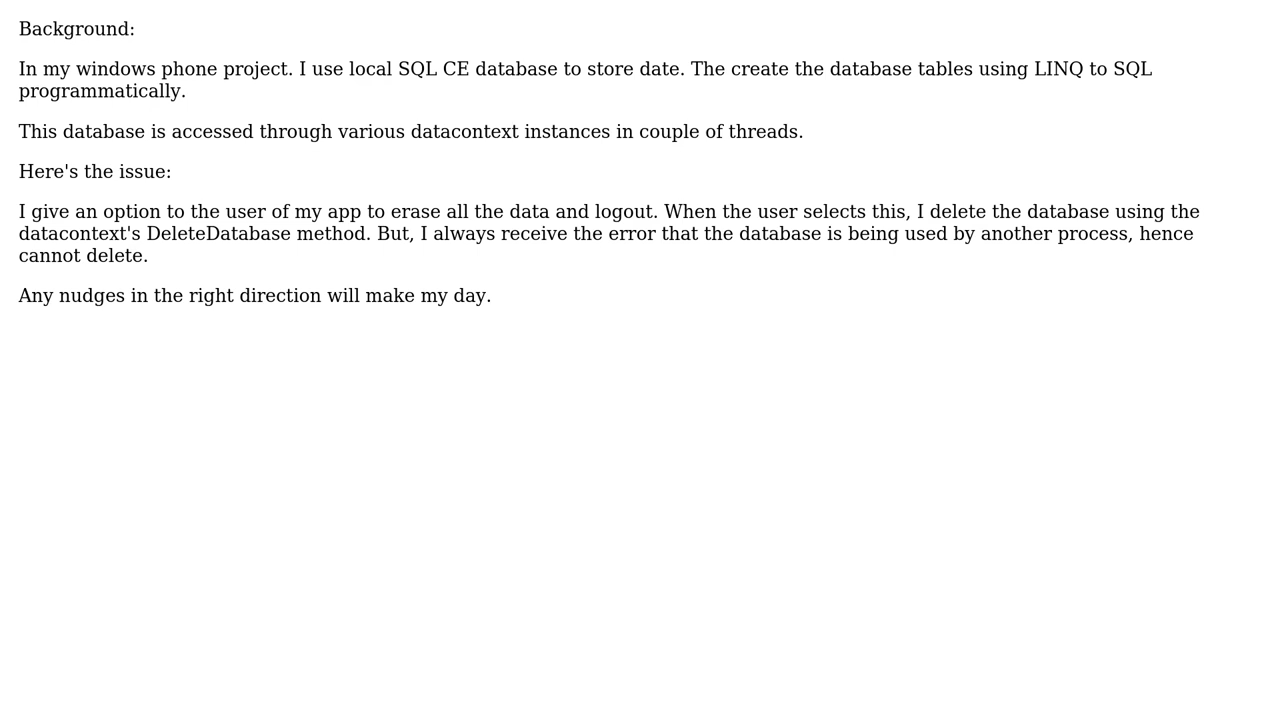 Background:
In my windows phone project. I use local SQL CE database to store date. The create the database tables using LINQ to SQL
programmatically.
This database is accessed through various datacontext instances in couple of threads.
Here's the issue:
I give an option to the user of my app to erase all the data and logout. When the user selects this, I delete the database using the
datacontext's DeleteDatabase method. But, I always receive the error that the database is being used by another process, hence
cannot delete.
Any nudges in the right direction will make my day.